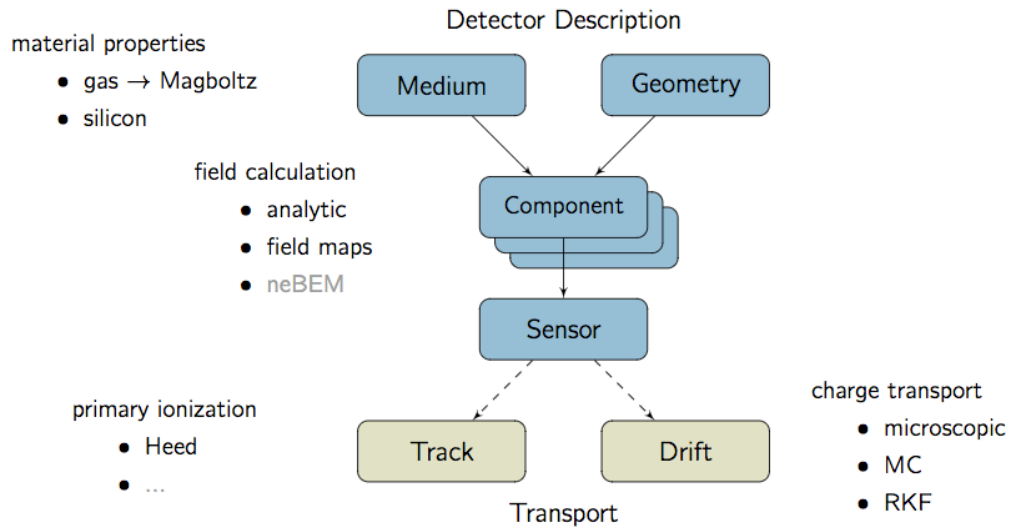 Detector Description
material properties
• gas → Magboltz
• silicon
Medium
Geometry
field calculation
• analytic
• field maps
• neBEM
Component
Sensor
primary ionization
• Heed
• ...
Track
Drift
charge transport
• microscopic
• MC
• RKF
Transport